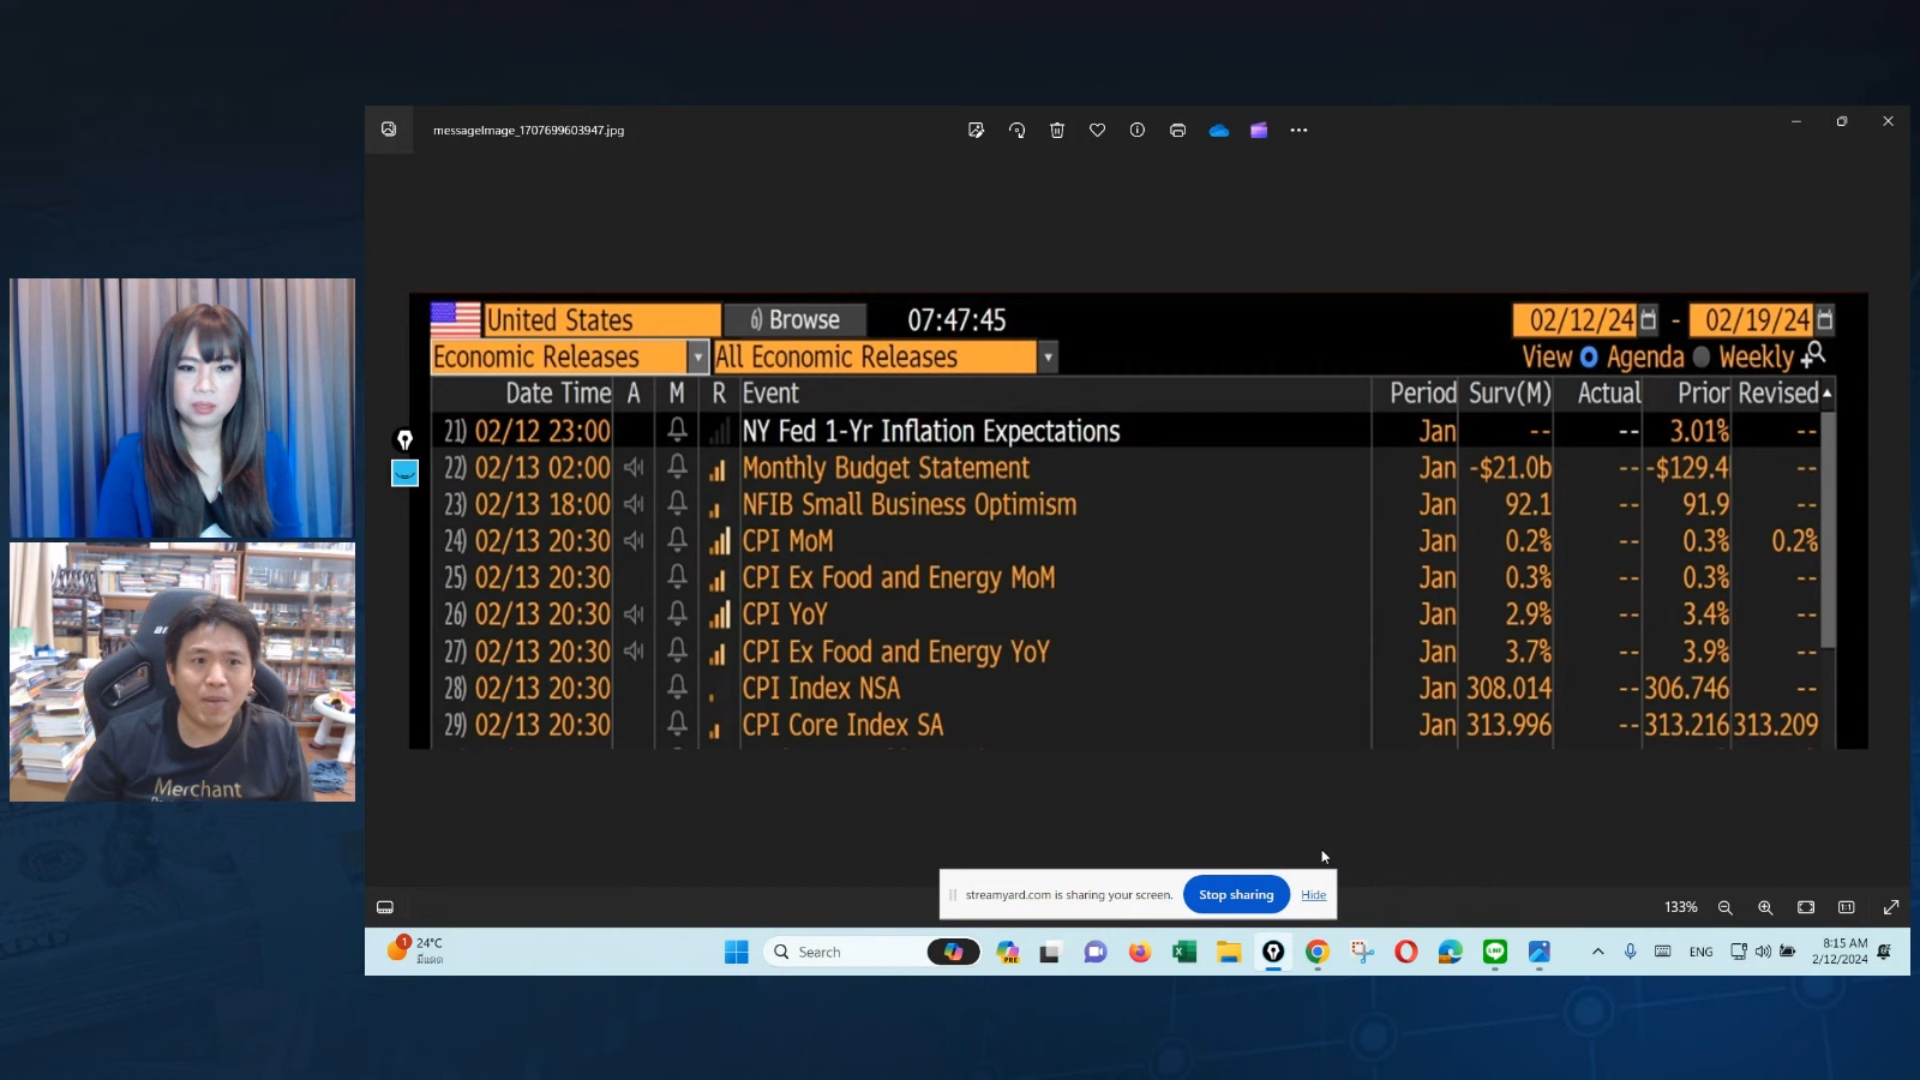 messageImage_1707699603947.jpg
United States 6) Browse 07:47:45 02/12/24 - 02/19/24
Economic Releases All Economic Releases View Agenda Weekly
Date Time A M R Event Period Surv(M) Actual Prior Revised
21) 02/12 23:00 NY Fed 1-Yr Inflation Expectations Jan -- -- 3.01% --
22) 02/13 02:00 Monthly Budget Statement Jan -$21.0b -- -$129.4 --
23) 02/13 18:00 NFIB Small Business Optimism Jan 92.1 -- 91.9 --
24) 02/13 20:30 CPI MoM Jan 0.2% -- 0.3% 0.2%
25) 02/13 20:30 CPI Ex Food and Energy MoM Jan 0.3% -- 0.3% --
26) 02/13 20:30 CPI YoY Jan 2.9% -- 3.4% --
27) 02/13 20:30 CPI Ex Food and Energy YoY Jan 3.7% -- 3.9% --
28) 02/13 20:30 CPI Index NSA Jan 308.014 -- 306.746 --
29) 02/13 20:30 CPI Core Index SA Jan 313.996 -- 313.216 313.209
Merchant
streamyard.com is sharing your screen. Stop sharing Hide
133%
1 24°C
มีแดด
Search
PRE
ENG
8:15 AM
2/12/2024